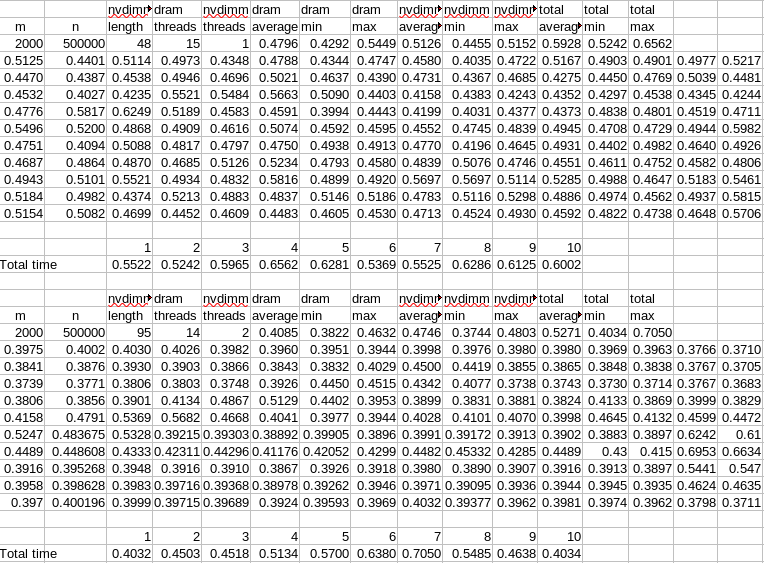 nvdimm dram nvdimm dram dram dram nvdimm nvdimm nvdimm total total total
m n length threads threads average min max averag min max averag min max
2000 500000 48 15 1 0.4796 0.4292 0.5449 0.5126 0.4455 0.5152 0.5928 0.5242 0.6562
0.5125 0.4401 0.5114 0.4973 0.4348 0.4788 0.4344 0.4747 0.4580 0.4035 0.4722 0.5167 0.4903 0.4901 0.4977 0.5217
0.4470 0.4387 0.4538 0.4946 0.4696 0.5021 0.4637 0.4390 0.4731 0.4367 0.4685 0.4275 0.4450 0.4769 0.5039 0.4481
0.4532 0.4027 0.4235 0.5521 0.5484 0.5663 0.5090 0.4403 0.4158 0.4383 0.4243 0.4352 0.4297 0.4538 0.4345 0.4244
0.4776 0.5817 0.6249 0.5189 0.4583 0.4591 0.3994 0.4443 0.4199 0.4031 0.4377 0.4373 0.4838 0.4801 0.4519 0.4711
0.5496 0.5200 0.4868 0.4909 0.4616 0.5074 0.4592 0.4595 0.4552 0.4745 0.4839 0.4945 0.4708 0.4729 0.4944 0.5982
0.4751 0.4094 0.5088 0.4817 0.4797 0.4750 0.4938 0.4913 0.4770 0.4196 0.4645 0.4931 0.4402 0.4982 0.4640 0.4926
0.4687 0.4864 0.4870 0.4685 0.5126 0.5234 0.4793 0.4580 0.4839 0.5076 0.4746 0.4551 0.4611 0.4752 0.4582 0.4806
0.4943 0.5101 0.5521 0.4934 0.4832 0.5816 0.4899 0.4920 0.5697 0.5697 0.5114 0.5285 0.4988 0.4647 0.5183 0.5461
0.5184 0.4982 0.4374 0.5213 0.4883 0.4837 0.5146 0.5186 0.4783 0.5116 0.5298 0.4886 0.4974 0.4562 0.4937 0.5815
0.5154 0.5082 0.4699 0.4452 0.4609 0.4483 0.4605 0.4530 0.4713 0.4524 0.4930 0.4592 0.4822 0.4738 0.4648 0.5706
1 2 3 4 5 6 7 8 9 10
Total time 0.5522 0.5242 0.5965 0.6562 0.6281 0.5369 0.5525 0.6286 0.6125 0.6002
nvdimm dram nvdimm dram dram dram nvdimm nvdimm nvdimm total total total
m n length threads threads average min max averag min max averag min max
2000 500000 95 14 2 0.4085 0.3822 0.4632 0.4746 0.3744 0.4803 0.5271 0.4034 0.7050
0.3975 0.4002 0.4030 0.4026 0.3982 0.3960 0.3951 0.3944 0.3998 0.3976 0.3980 0.3980 0.3969 0.3963 0.3766 0.3710
0.3841 0.3876 0.3930 0.3903 0.3866 0.3843 0.3832 0.4029 0.4500 0.4419 0.3855 0.3865 0.3848 0.3838 0.3767 0.3705
0.3739 0.3771 0.3806 0.3803 0.3748 0.3926 0.4450 0.4515 0.4342 0.4077 0.3738 0.3743 0.3730 0.3714 0.3767 0.3683
0.3806 0.3856 0.3901 0.4134 0.4867 0.5129 0.4402 0.3953 0.3899 0.3831 0.3881 0.3824 0.4133 0.3869 0.3999 0.3829
0.4158 0.4791 0.5369 0.5682 0.4668 0.4041 0.3977 0.3944 0.4028 0.4101 0.4070 0.3998 0.4645 0.4132 0.4599 0.4472
0.5247 0.483675 0.5328 0.39215 0.39303 0.38892 0.39905 0.3896 0.3991 0.39172 0.3913 0.3902 0.3883 0.3897 0.6242 0.61
0.4489 0.448608 0.4333 0.42311 0.44296 0.41176 0.42052 0.4299 0.4482 0.45332 0.4285 0.4489 0.43 0.415 0.6953 0.6634
0.3916 0.395268 0.3948 0.3916 0.3910 0.3867 0.3926 0.3918 0.3980 0.3890 0.3907 0.3916 0.3913 0.3897 0.5441 0.547
0.3958 0.398628 0.3983 0.39716 0.39368 0.38978 0.39262 0.3946 0.3971 0.39095 0.3936 0.3944 0.3945 0.3935 0.4624 0.4635
0.397 0.400196 0.3999 0.39715 0.39689 0.3924 0.39593 0.3969 0.4032 0.39377 0.3962 0.3981 0.3974 0.3962 0.3798 0.3711
1 2 3 4 5 6 7 8 9 10
Total time 0.4032 0.4503 0.4518 0.5134 0.5700 0.6380 0.7050 0.5485 0.4638 0.4034